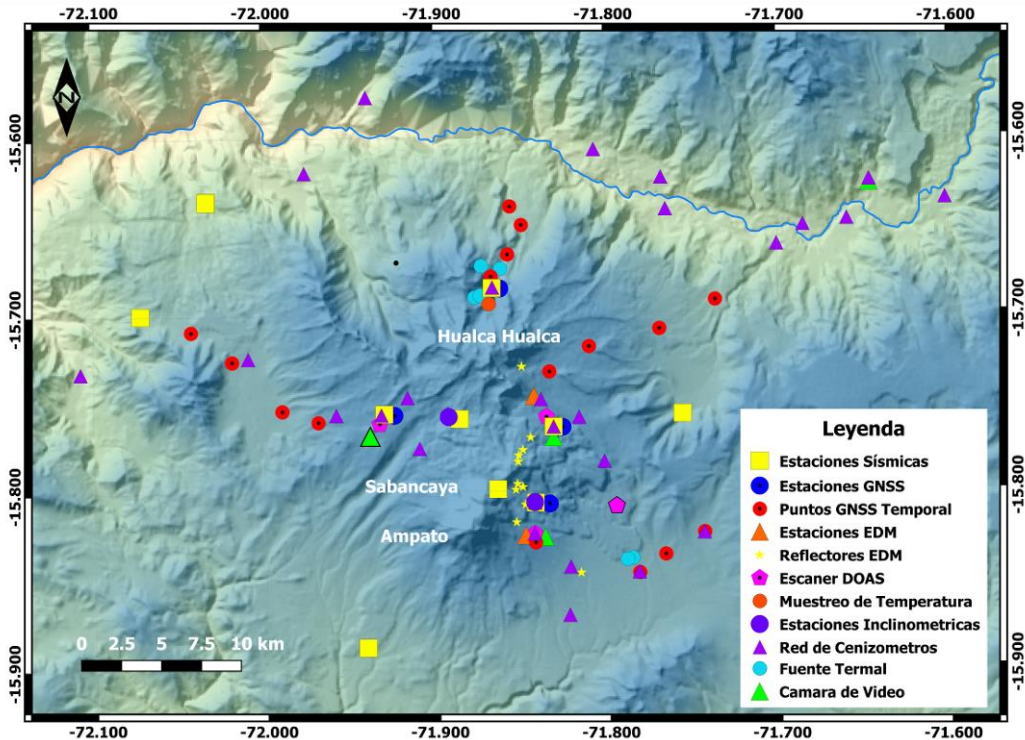 -72.100 -72.000 -71.900 -71.800 -71.700 -71.600
N
-15.600 -15.600
-15.700 -15.700
Hualca Hualca
Sabancaya
-15.800 -15.800
Ampato
Leyenda
Estaciones Sísmicas
Estaciones GNSS
Puntos GNSS Temporal
Estaciones EDM
Reflectores EDM
Escaner DOAS
Muestreo de Temperatura
Estaciones Inclinometricas
Red de Cenizometros
Fuente Termal
Camara de Video
0 2.5 5 7.5 10 km
-15.900 -15.900
-72.100 -72.000 -71.900 -71.800 -71.700 -71.600